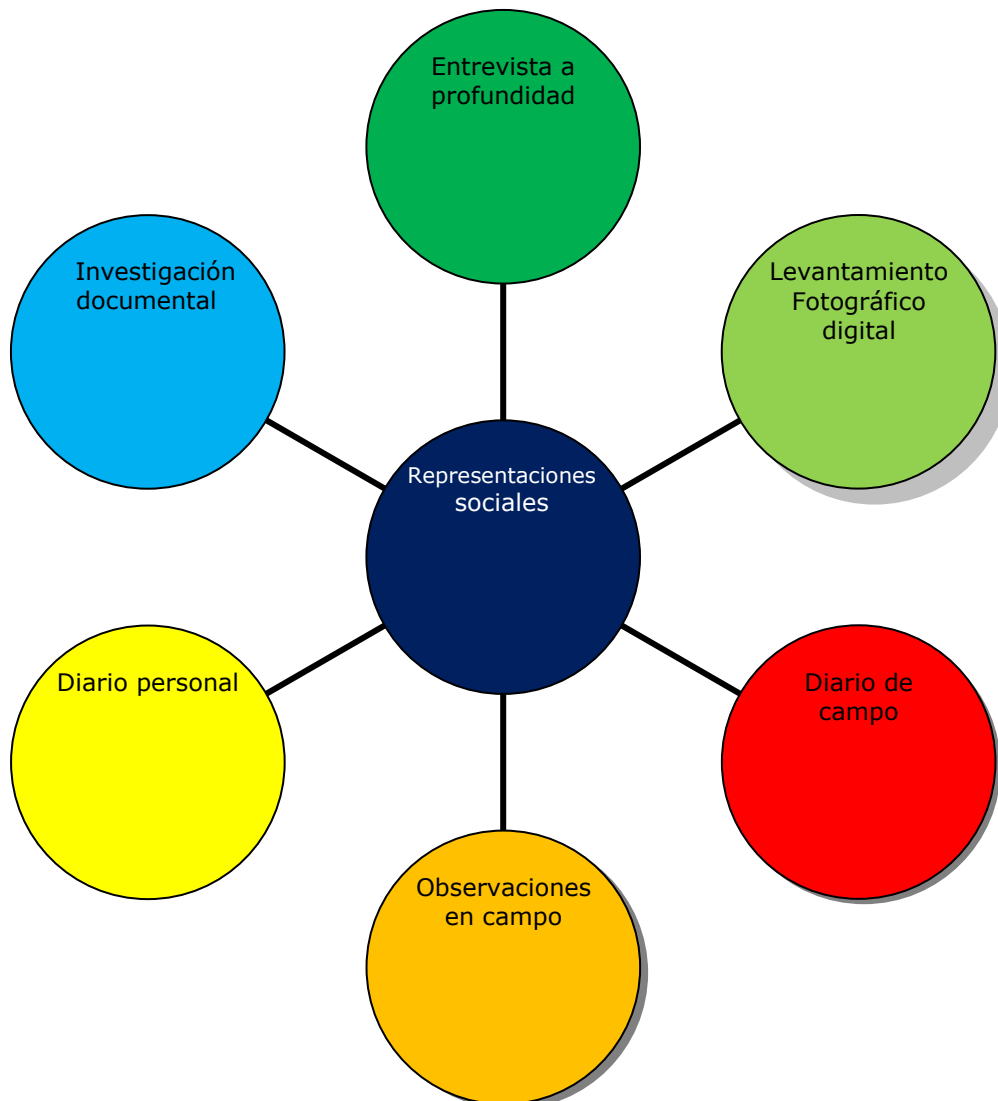 Entrevista a
profundidad
Investigación
documental
Levantamiento
Fotográfico
digital
Representaciones
sociales
Diario personal
Diario de
campo
Observaciones
en campo